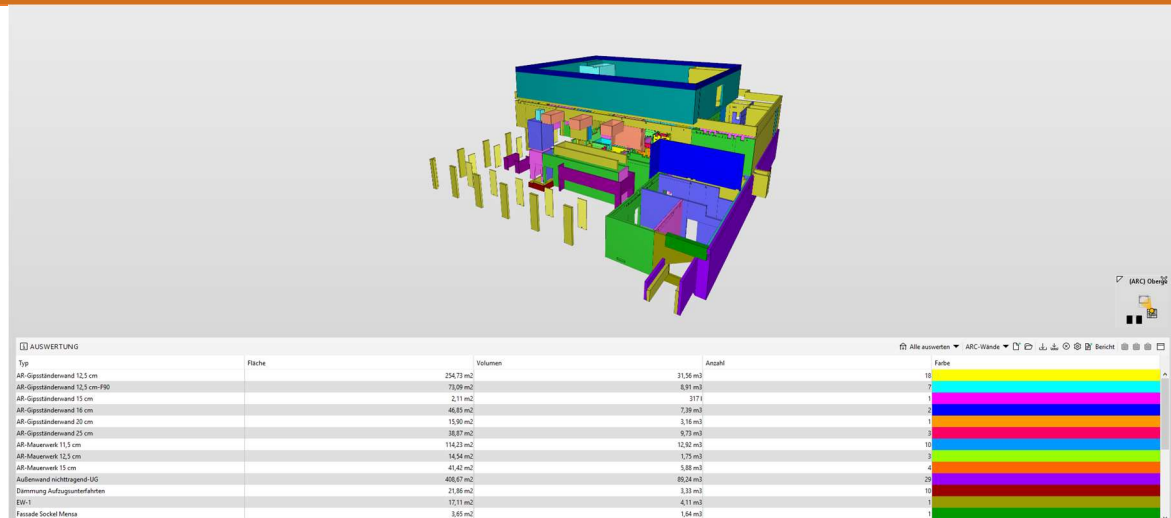 (ARC) Oberge
AUSWERTUNG
Alle auswerten ARC-Wände Bericht
Typ Fläche Volumen Anzahl Farbe
AR-Gipsständerwand 12,5 cm 254,73 m2 31,56 m3 18
AR-Gipsständerwand 12,5 cm-F90 73,09 m2 8,91 m3 7
AR-Gipsständerwand 15 cm 2,11 m2 317 l 1
AR-Gipsständerwand 16 cm 46,85 m2 7,39 m3 2
AR-Gipsständerwand 20 cm 15,90 m2 3,16 m3 1
AR-Gipsständerwand 25 cm 38,87 m2 9,73 m3 3
AR-Mauerwerk 11,5 cm 114,23 m2 12,92 m3 10
AR-Mauerwerk 12,5 cm 14,54 m2 1,75 m3 3
AR-Mauerwerk 15 cm 41,42 m2 5,88 m3 4
Außenwand nichttragend-UG 408,67 m2 89,24 m3 29
Dämmung Aufzugsunterfahrten 21,86 m2 3,33 m3 10
EW-1 17,11 m2 4,11 m3 1
Fassade Sockel Mensa 3,65 m2 1,64 m3 1